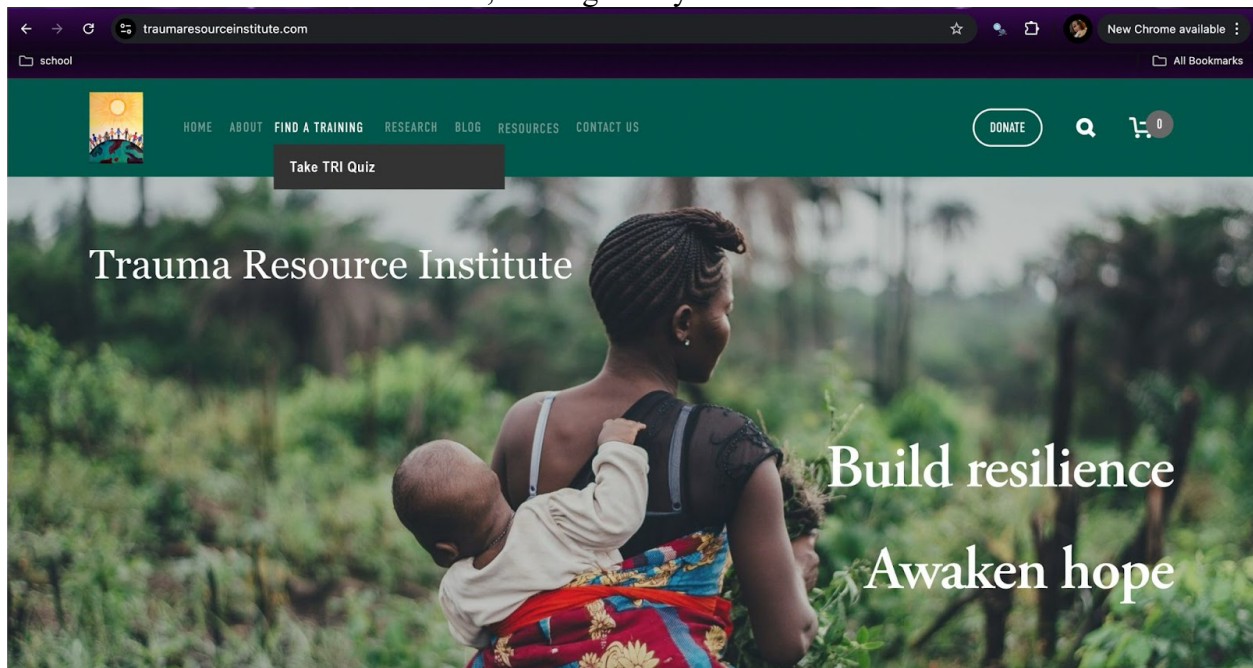 traumaresourceinstitute.com
New Chrome available
school
All Bookmarks
HOME ABOUT FIND A TRAINING RESEARCH BLOG RESOURCES CONTACT US
DONATE
0
Take TRI Quiz
Trauma Resource Institute
Build resilience
Awaken hope